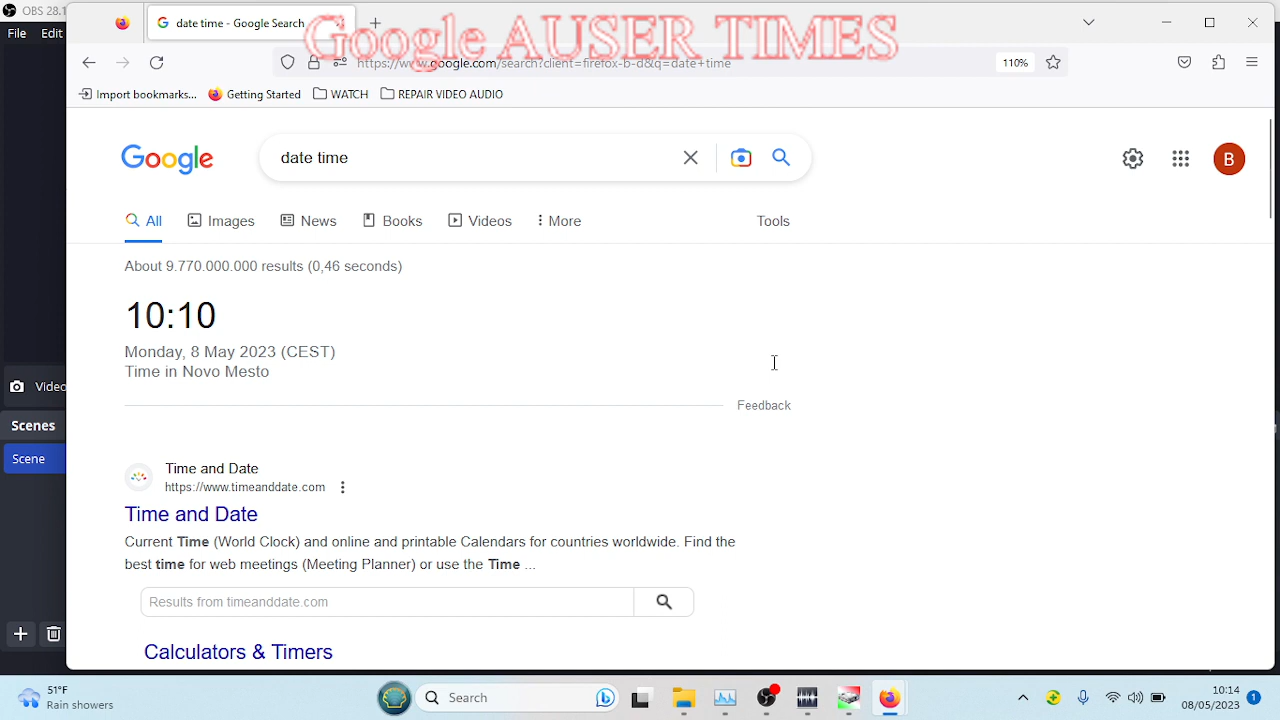 OBS 28.1
File Edit
date time - Google Search
Google AUSER TIMES
https://www.google.com/search?client=firefox-b-d&q=date+time
110%
Import bookmarks... Getting Started WATCH REPAIR VIDEO AUDIO
Google
date time
B
All Images News Books Videos More Tools
About 9.770.000.000 results (0,46 seconds)
10:10
Monday, 8 May 2023 (CEST)
Time in Novo Mesto
Feedback
Video
Scenes
Scene
Time and Date
https://www.timeanddate.com
Time and Date
Current Time (World Clock) and online and printable Calendars for countries worldwide. Find the
best time for web meetings (Meeting Planner) or use the Time ...
Results from timeanddate.com
Calculators & Timers
51°F
Rain showers
Search
10:14
08/05/2023
1